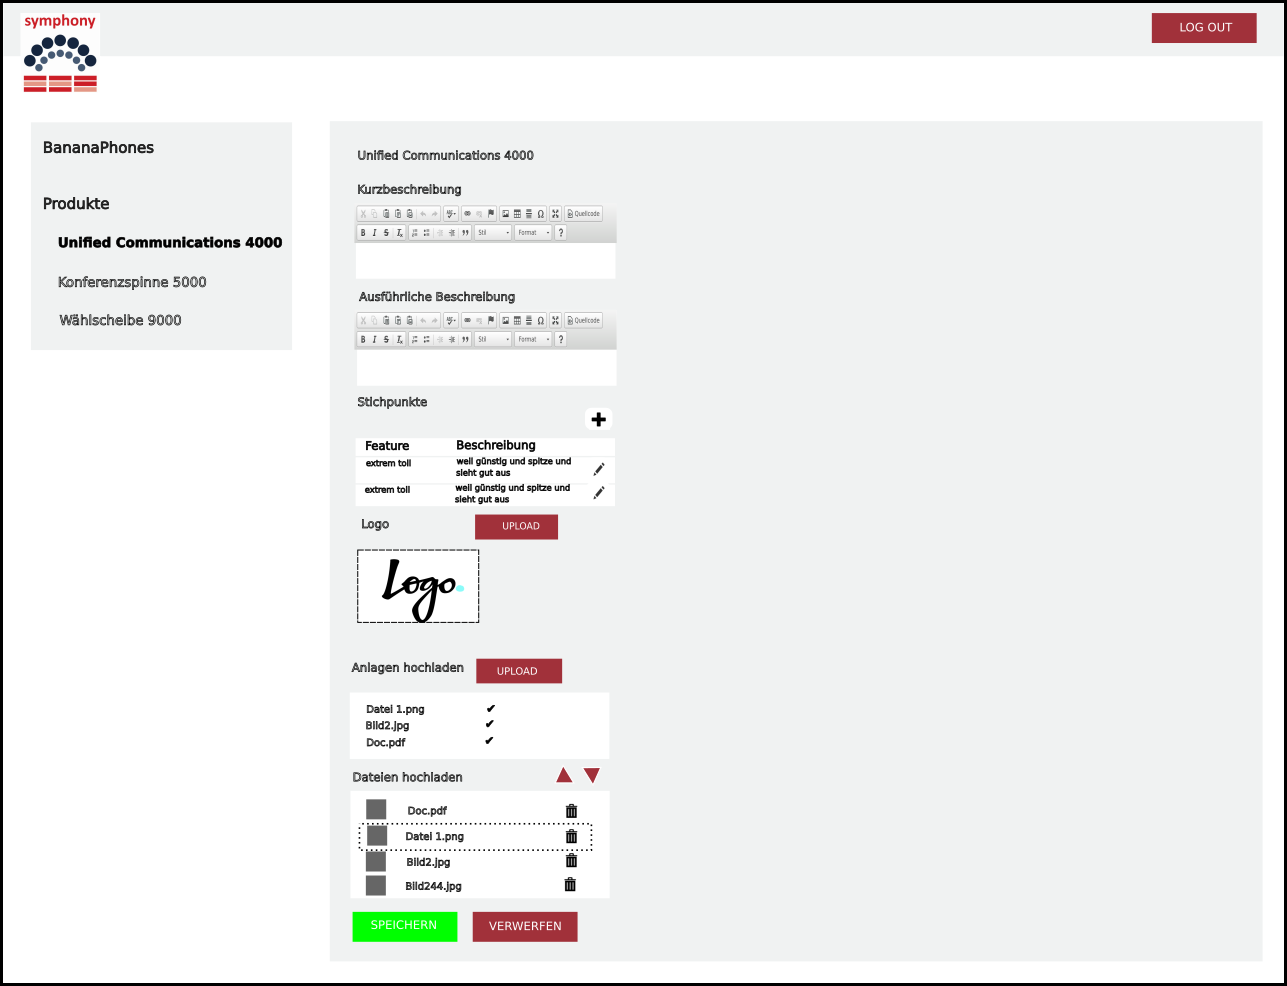 symphony
LOG OUT
BananaPhones
Produkte
Unified Communications 4000
Konferenzspinne 5000
Wählscheibe 9000
Unified Communications 4000
Kurzbeschreibung
Quellcode
B I S Ix Stil Format ?
Ausführliche Beschreibung
Quellcode
B I S Ix Stil Format ?
Stichpunkte
Feature Beschreibung
extrem toll weil günstig und spitze und
sieht gut aus
extrem toll weil günstig und spitze und
sieht gut aus
Logo UPLOAD
Logo.
Anlagen hochladen UPLOAD
Datei 1.png
Bild2.jpg
Doc.pdf
Dateien hochladen
Doc.pdf
Datei 1.png
Bild2.jpg
Bild244.jpg
SPEICHERN VERWERFEN